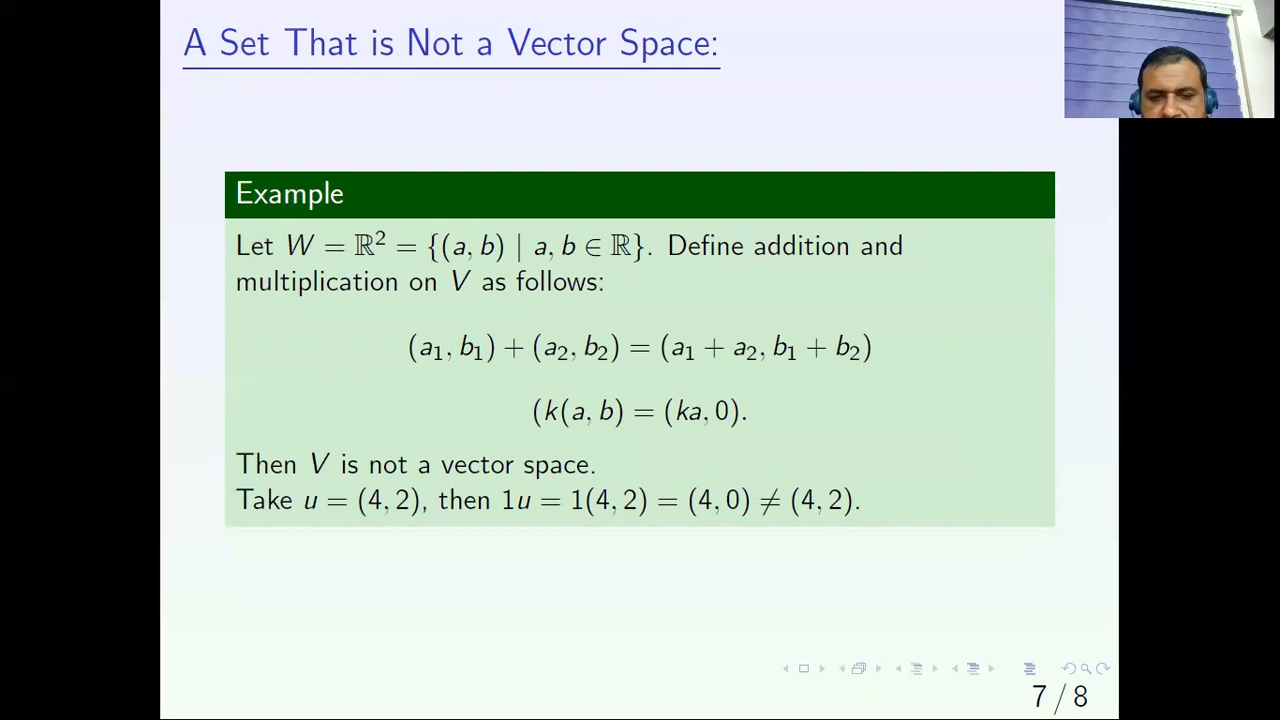 A Set That is Not a Vector Space:
Example
Let W = ℝ² = {(a, b) | a, b ∈ ℝ}. Define addition and
multiplication on V as follows:
(a₁, b₁) + (a₂, b₂) = (a₁ + a₂, b₁ + b₂)
(k(a, b) = (ka, 0).
Then V is not a vector space.
Take u = (4, 2), then 1u = 1(4, 2) = (4, 0) ≠ (4, 2).
7 / 8